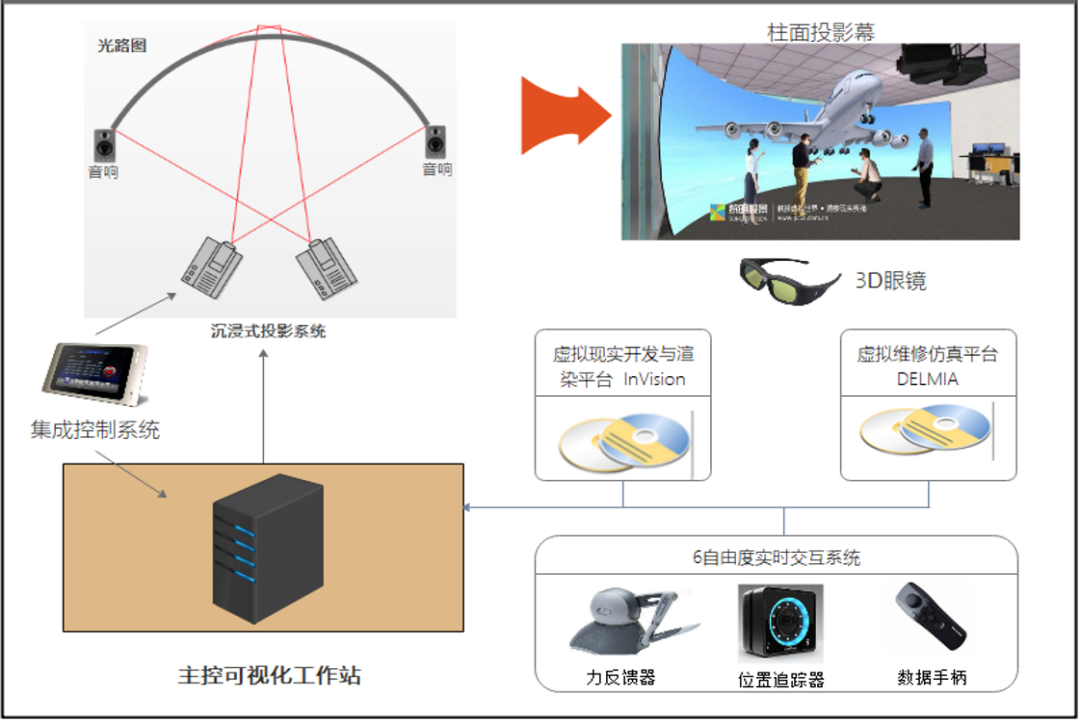 光路图
柱面投影幕
音响
音响
www.gczl.com.cn
3D眼镜
沉浸式投影系统
虚拟现实开发与渲
染平台 InVision
虚拟维修仿真平台
DELMIA
集成控制系统
6自由度实时交互系统
力反馈器
位置追踪器
数据手柄
主控可视化工作站